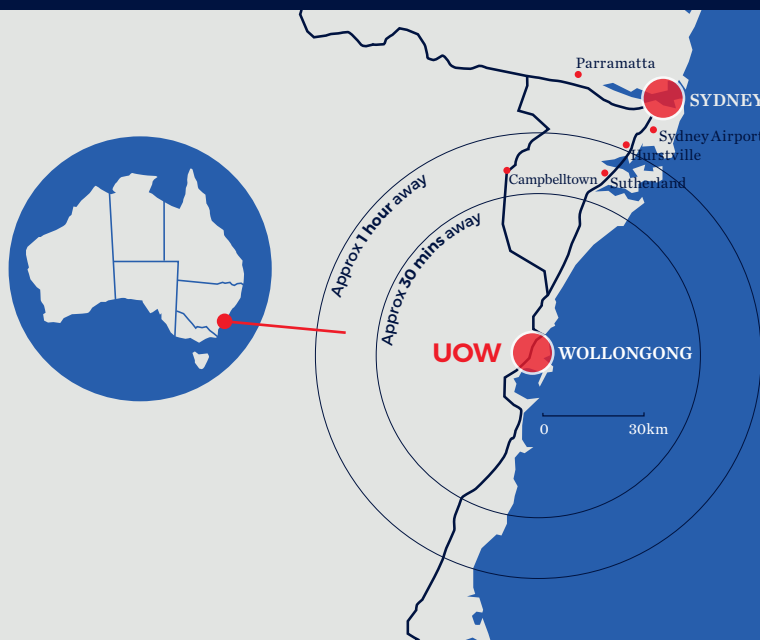 Parramatta
SYDNEY
Sydney Airport
Hurstville
Campbelltown
Sutherland
Approx 1 hour away
Approx 30 mins away
UOW
WOLLONGONG
0 30km